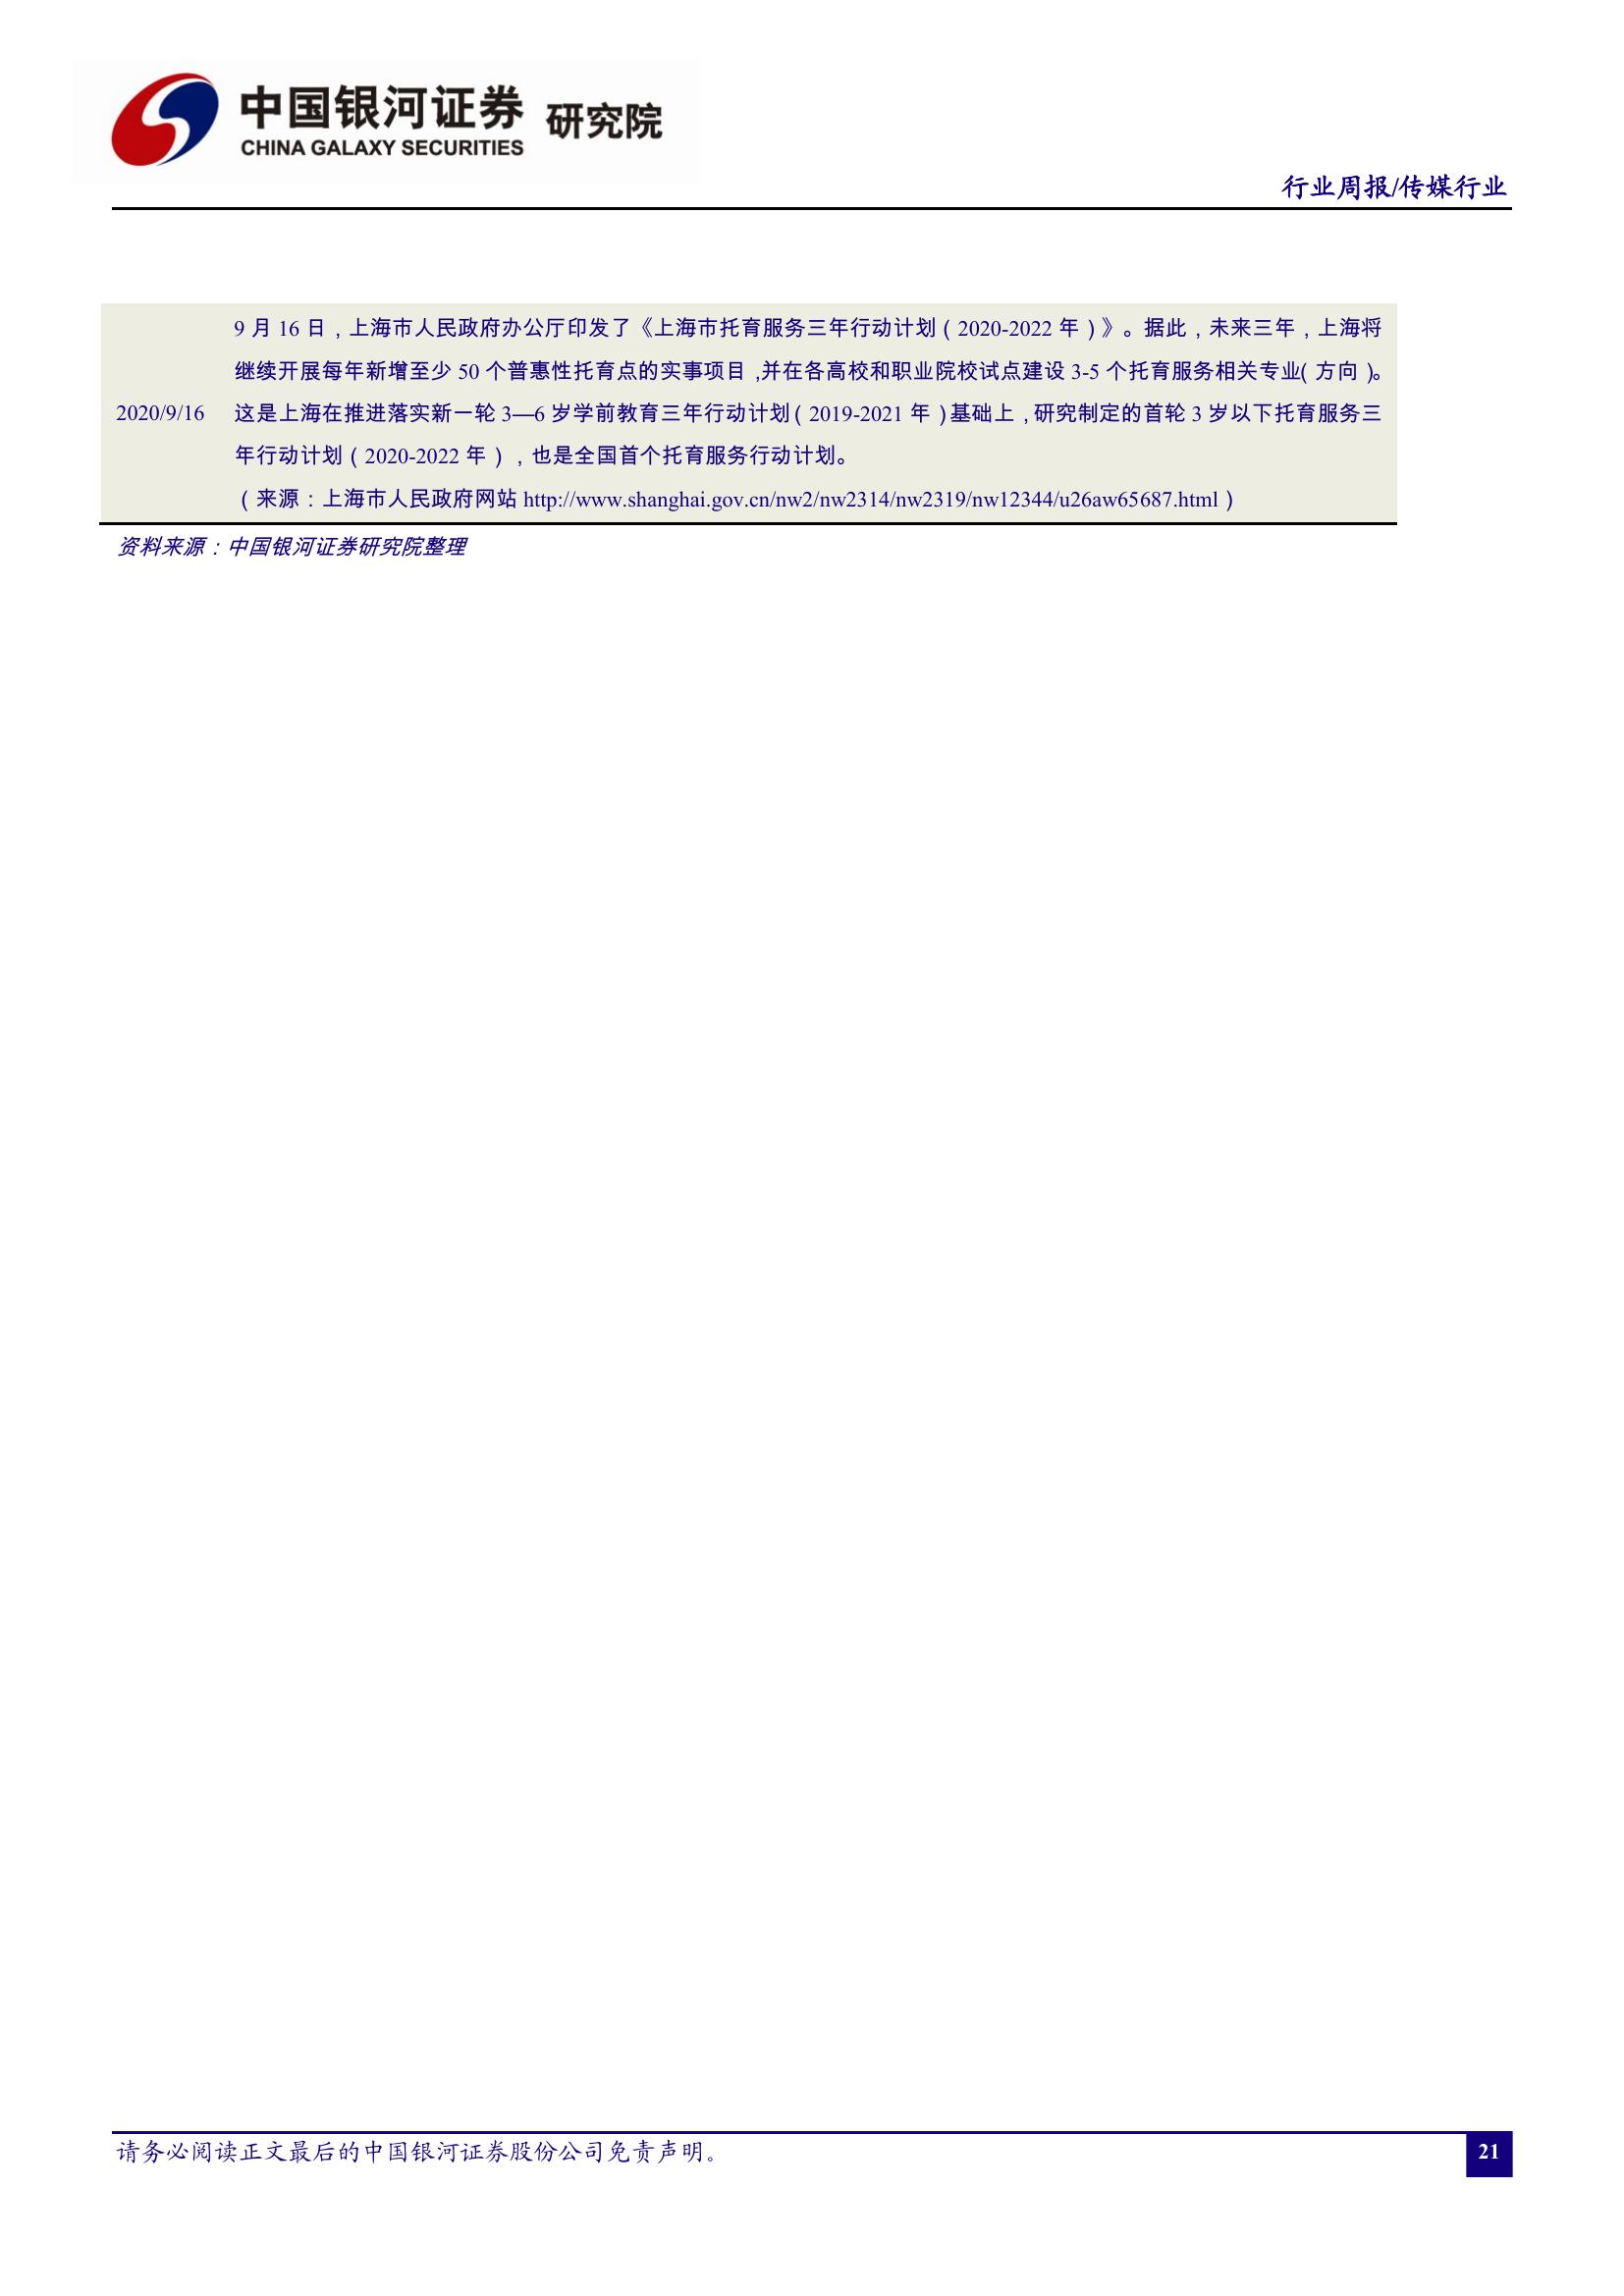 中国银河证券 研究院
CHINA GALAXY SECURITIES
行业周报/传媒行业
9 月 16 日，上海市人民政府办公厅印发了《上海市托育服务三年行动计划（2020-2022 年）》。据此，未来三年，上海将
继续开展每年新增至少 50 个普惠性托育点的实事项目，并在各高校和职业院校试点建设 3-5 个托育服务相关专业（方向）。
2020/9/16 这是上海在推进落实新一轮 3—6 岁学前教育三年行动计划（2019-2021 年）基础上，研究制定的首轮 3 岁以下托育服务三
年行动计划（2020-2022 年），也是全国首个托育服务行动计划。
（来源：上海市人民政府网站 http://www.shanghai.gov.cn/nw2/nw2314/nw2319/nw12344/u26aw65687.html）
资料来源：中国银河证券研究院整理
请务必阅读正文最后的中国银河证券股份公司免责声明。
21